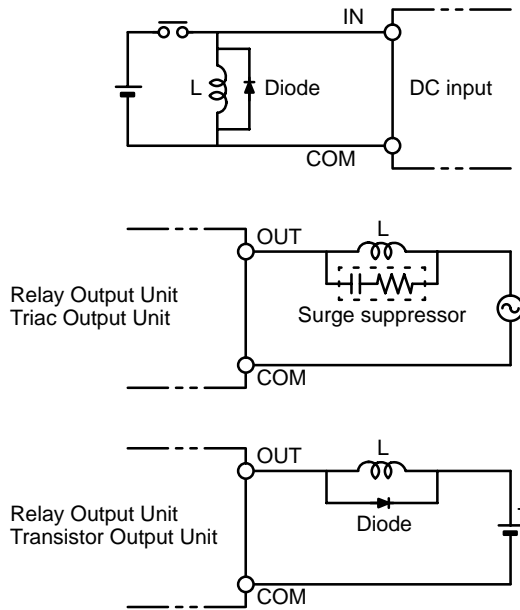 IN
L
Diode
DC input
COM
OUT
L
Relay Output Unit
Triac Output Unit
Surge suppressor
COM
OUT
L
Relay Output Unit
Transistor Output Unit
Diode
COM